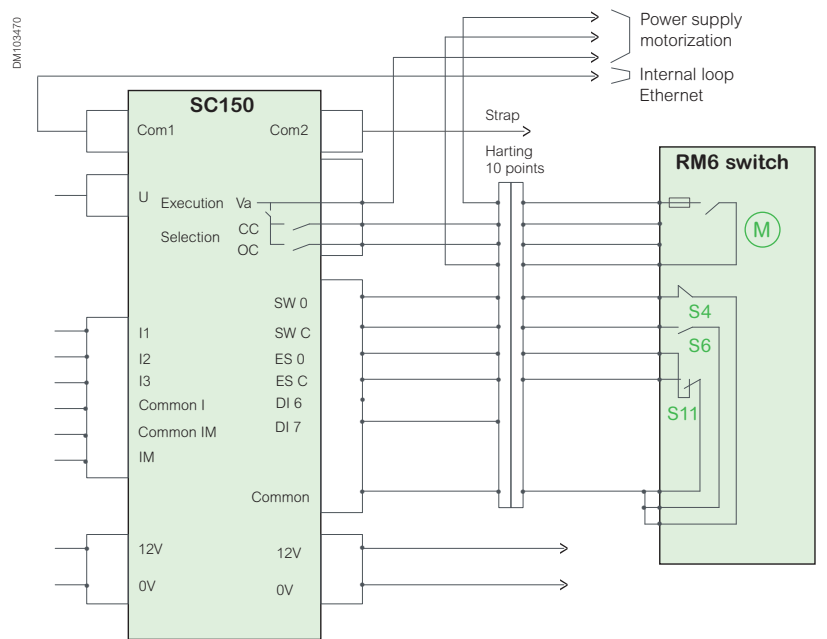 DM103470
Power supply
motorization
Internal loop
Ethernet
SC150
Com1
Com2
Strap
Harting
10 points
RM6 switch
U
Execution
Va
Selection
CC
OC
M
SW 0
S4
I1
SW C
S6
I2
ES 0
I3
ES C
Common I
DI 6
S11
Common IM
DI 7
IM
Common
12V
12V
0V
0V